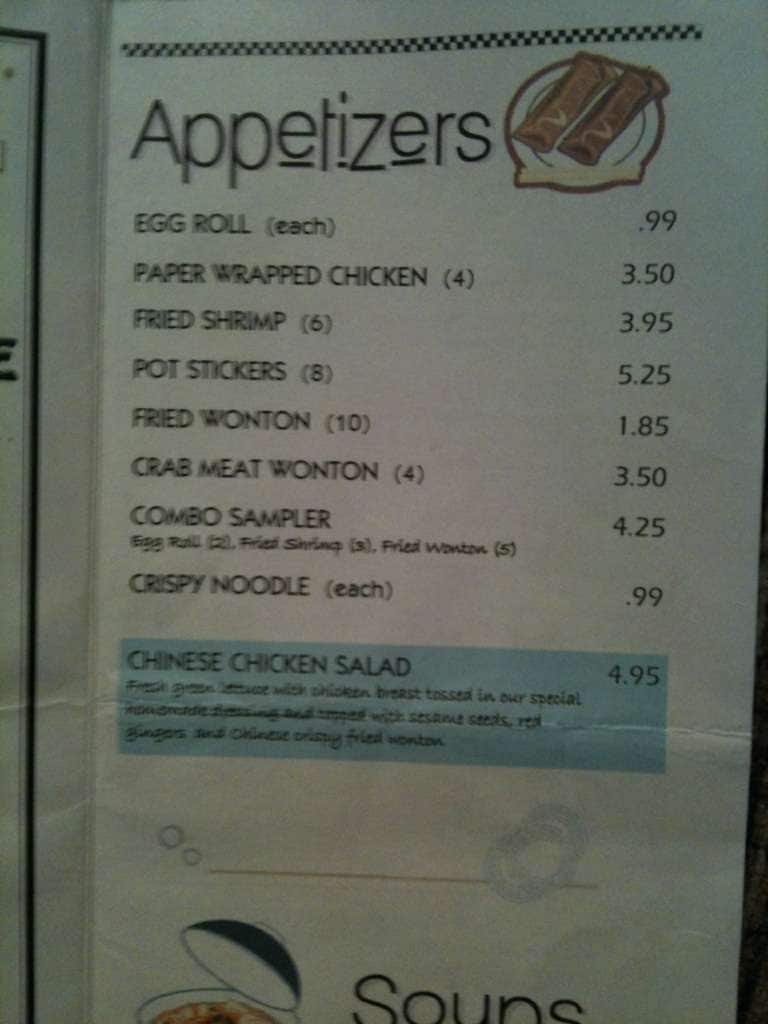 Appetizers
EGG ROLL (each) .99
PAPER WRAPPED CHICKEN (4) 3.50
FRIED SHRIMP (6) 3.95
POT STICKERS (8) 5.25
FRIED WONTON (10) 1.85
CRAB MEAT WONTON (4) 3.50
COMBO SAMPLER 4.25
Egg Roll (2), Fried Shrimp (3), Fried Wonton (5)
CRISPY NOODLE (each) .99
CHINESE CHICKEN SALAD 4.95
Fresh green lettuce with chicken breast tossed in our special
homemade dressing and topped with sesame seeds, red
gingers and Chinese crispy fried wonton
Soups